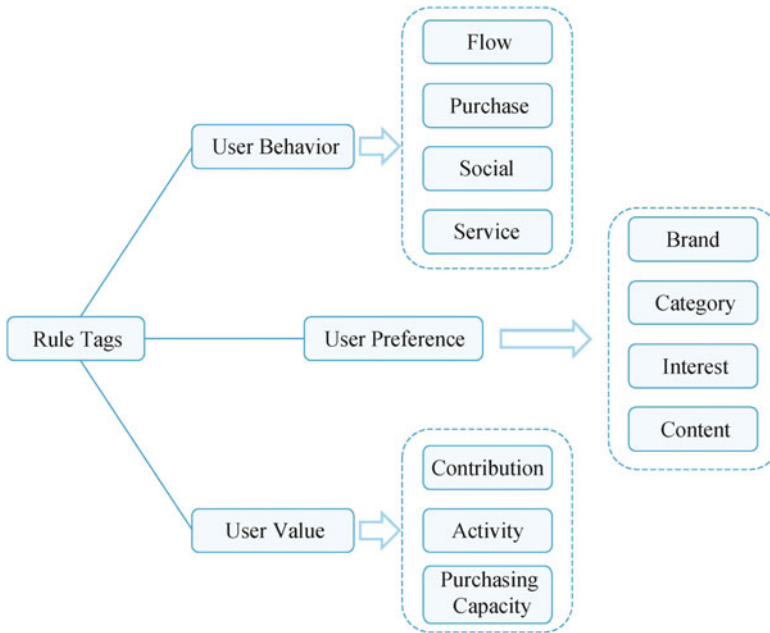 Flow
Purchase
User Behavior
Social
Service
Brand
Category
Rule Tags
User Preference
Interest
Content
Contribution
User Value
Activity
Purchasing
Capacity